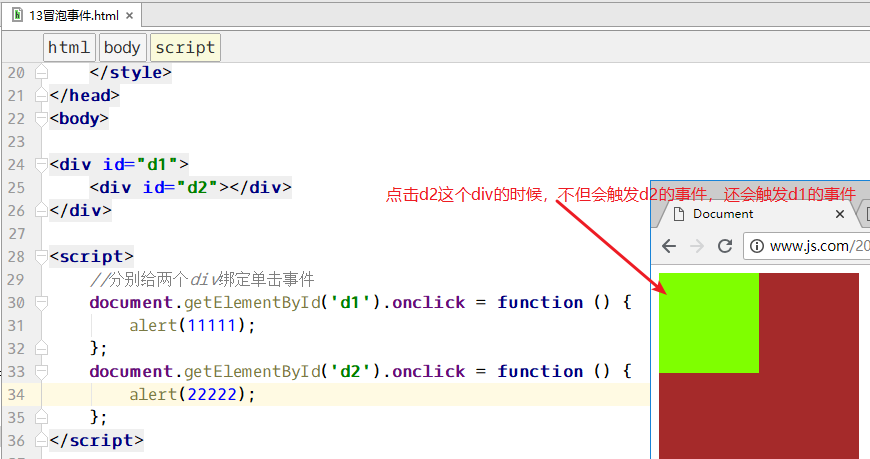 13冒泡事件.html
html body script
20 </style>
21 </head>
22 <body>
23
24 <div id="d1">
25 <div id="d2"></div>
26 </div>
27
28 <script>
29 //分别给两个div绑定单击事件
30 document.getElementById('d1').onclick = function () {
31 alert(11111);
32 };
33 document.getElementById('d2').onclick = function () {
34 alert(22222);
35 };
36 </script>
点击d2这个div的时候，不但会触发d2的事件，还会触发d1的事件
Document
www.js.com/20